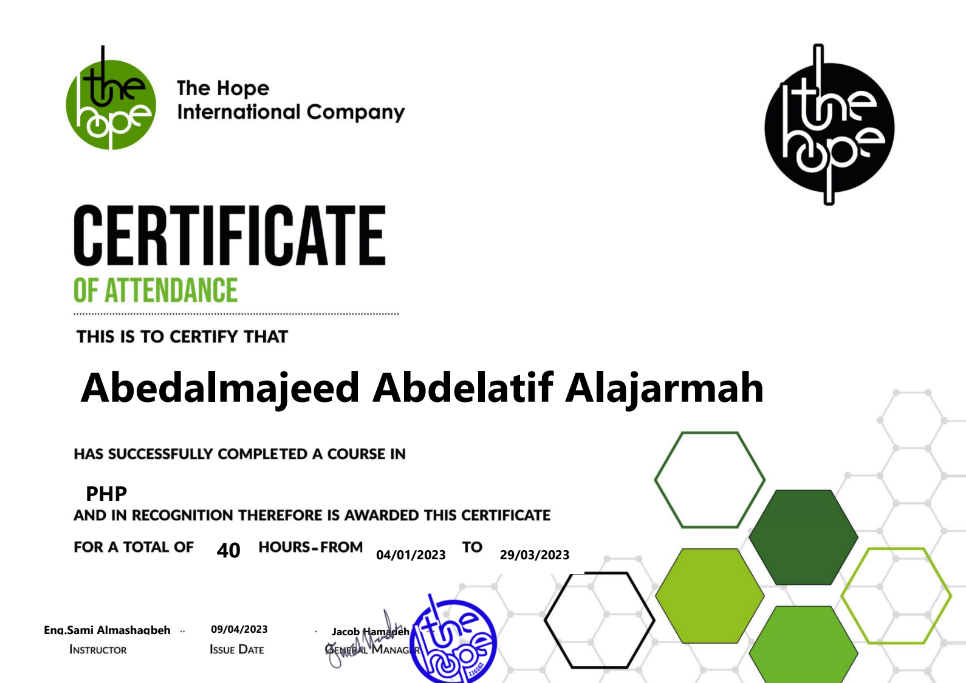 the
hope
The Hope
International Company
the
hope
CERTIFICATE
OF ATTENDANCE
THIS IS TO CERTIFY THAT
Abedalmajeed Abdelatif Alajarmah
HAS SUCCESSFULLY COMPLETED A COURSE IN
PHP
AND IN RECOGNITION THEREFORE IS AWARDED THIS CERTIFICATE
FOR A TOTAL OF 40 HOURS-FROM 04/01/2023 TO 29/03/2023
Eng.Sami Almashaqbeh 09/04/2023 Jacob Hamadeh
INSTRUCTOR ISSUE DATE GENERAL MANAGER
the
hope